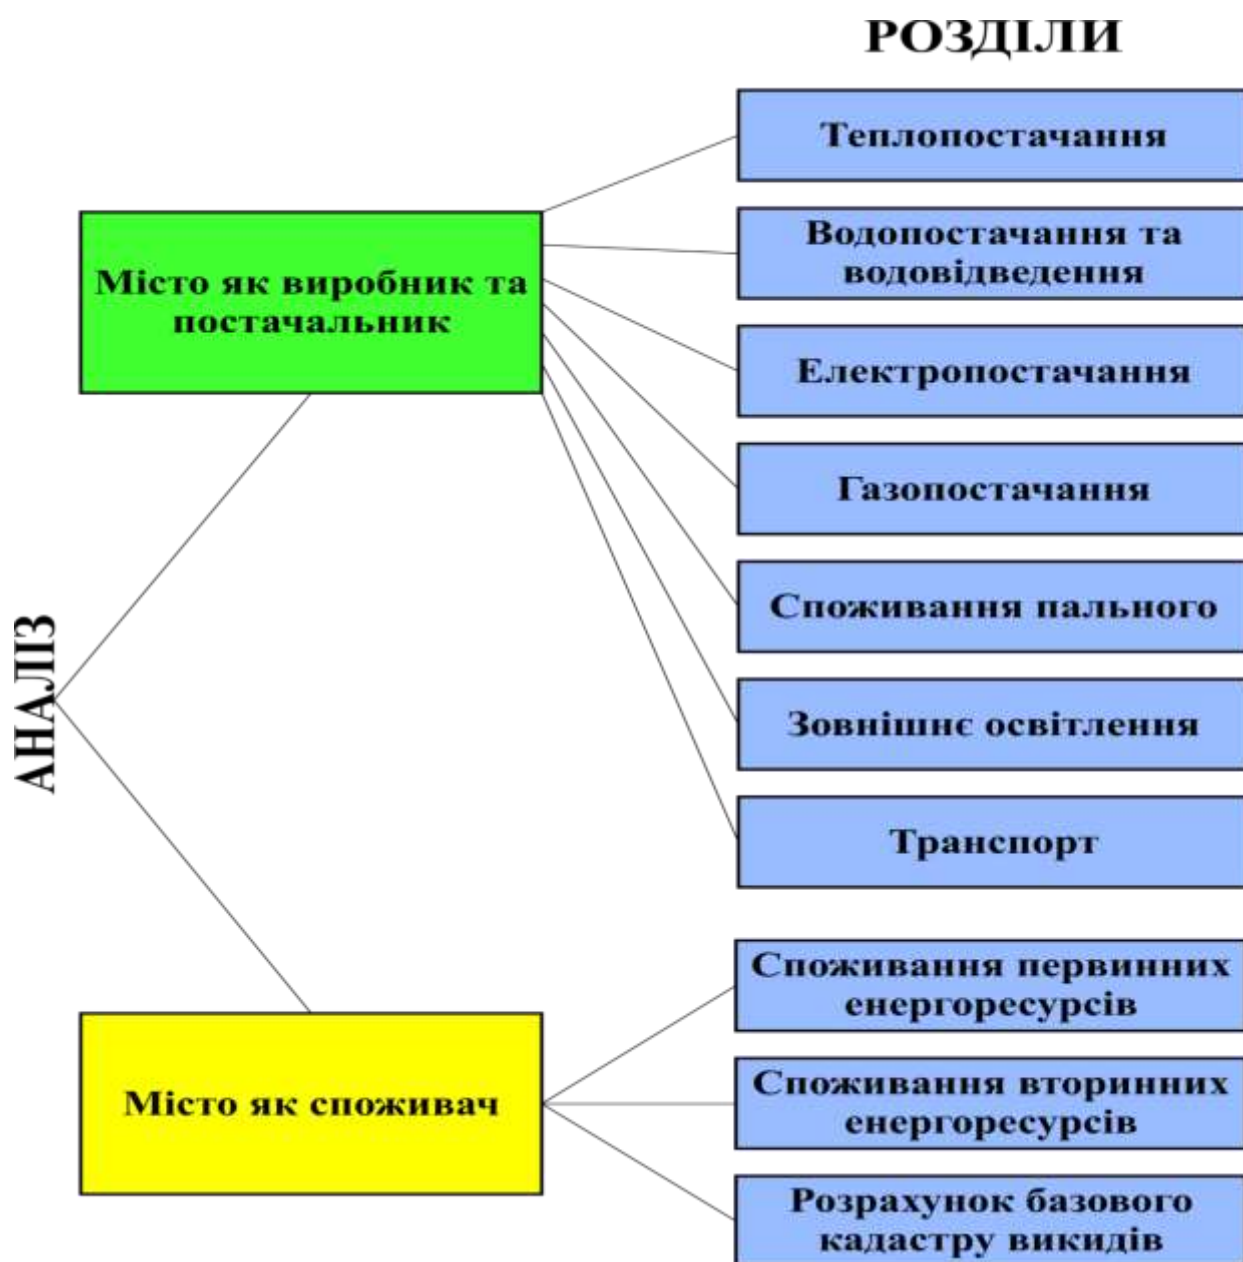 РОЗДІЛИ
Теплопостачання
Водопостачання та
водовідведення
Місто як виробник та
постачальник
Електропостачання
Газопостачання
Споживання пального
Зовнішнє освітлення
Транспорт
АНАЛІЗ
Місто як споживач
Споживання первинних
енергоресурсів
Споживання вторинних
енергоресурсів
Розрахунок базового
кадастру викидів